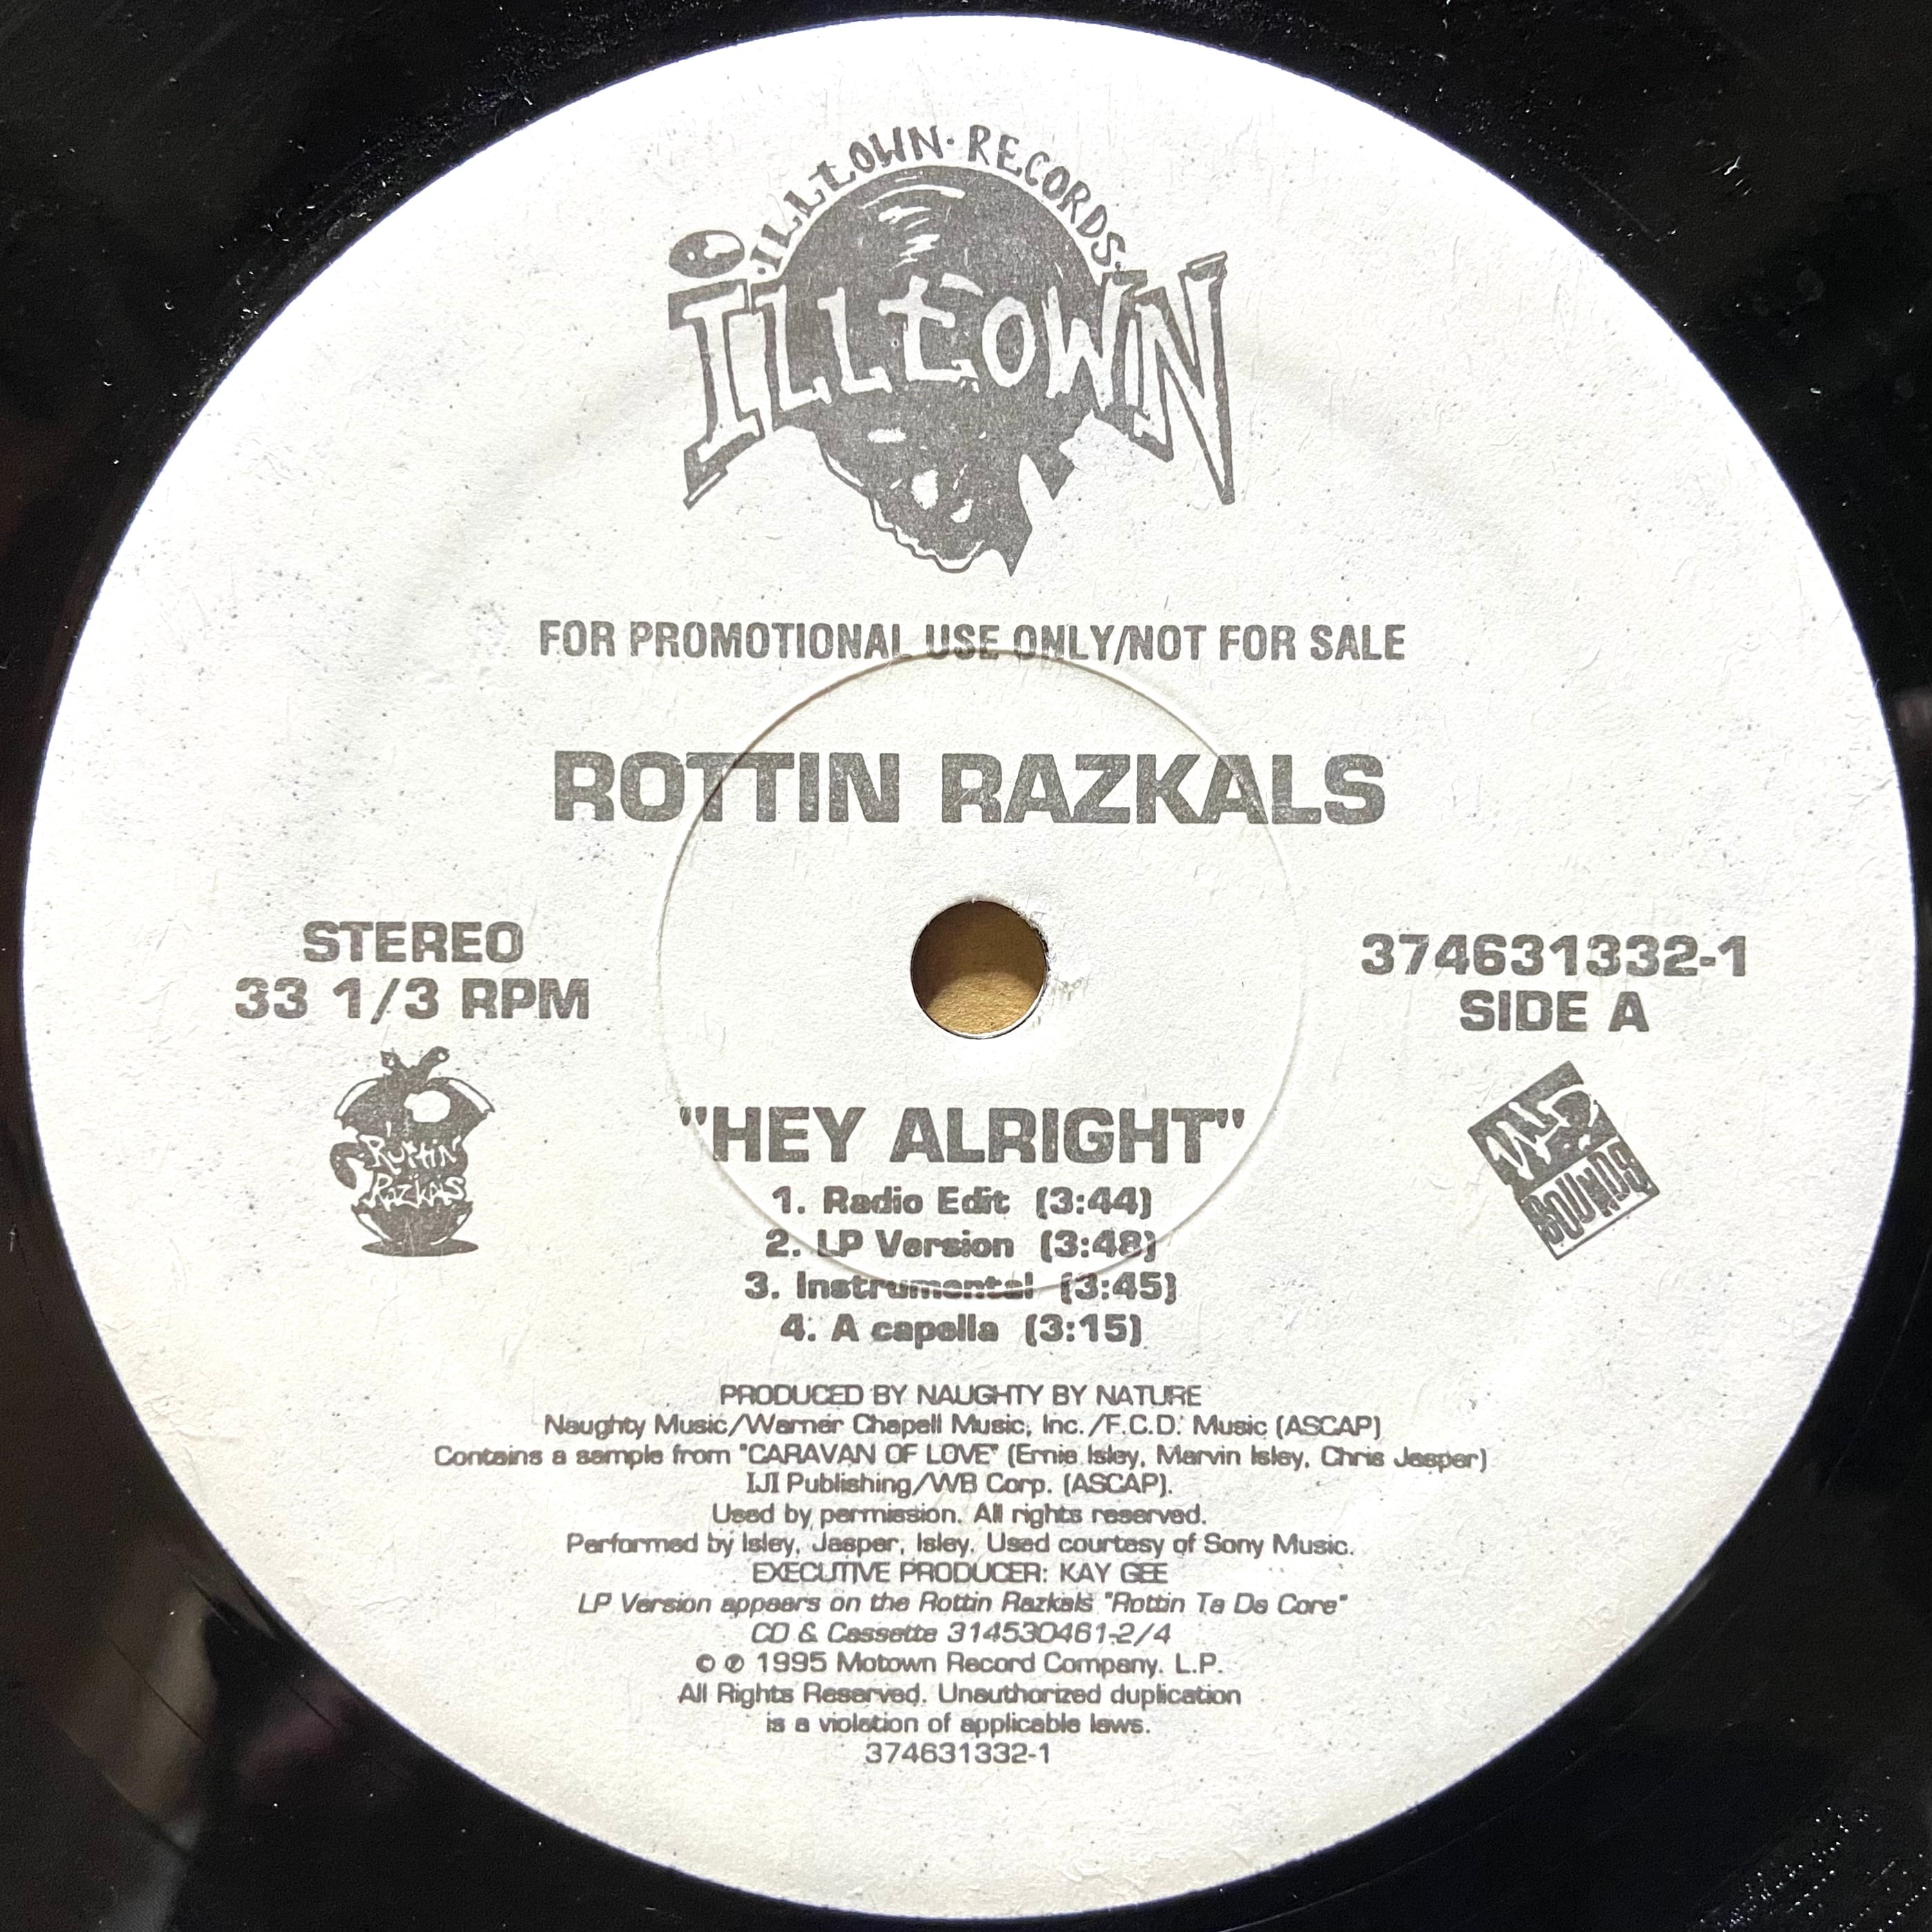 ILLTOWN · RECORDS
ILLTOWN
FOR PROMOTIONAL USE ONLY/NOT FOR SALE
ROTTIN RAZKALS
STEREO
33 1/3 RPM
374631332-1
SIDE A
Rottin
Razkals
SOUNDS
"HEY ALRIGHT"
1. Radio Edit (3:44)
2. LP Version (3:48)
3. Instrumental (3:45)
4. A capella (3:15)
PRODUCED BY NAUGHTY BY NATURE
Naughty Music/Warner Chapell Music, Inc./F.C.D. Music (ASCAP)
Contains a sample from "CARAVAN OF LOVE" (Ernie Isley, Marvin Isley, Chris Jasper)
IJI Publishing/WB Corp. (ASCAP).
Used by permission. All rights reserved.
Performed by Isley, Jasper, Isley. Used courtesy of Sony Music.
EXECUTIVE PRODUCER: KAY GEE
LP Version appears on the Rottin Razkals "Rottin Ta Da Core"
CD & Cassette 314530461-2/4
© ℗ 1995 Motown Record Company. L.P.
All Rights Reserved. Unauthorized duplication
is a violation of applicable laws.
374631332-1